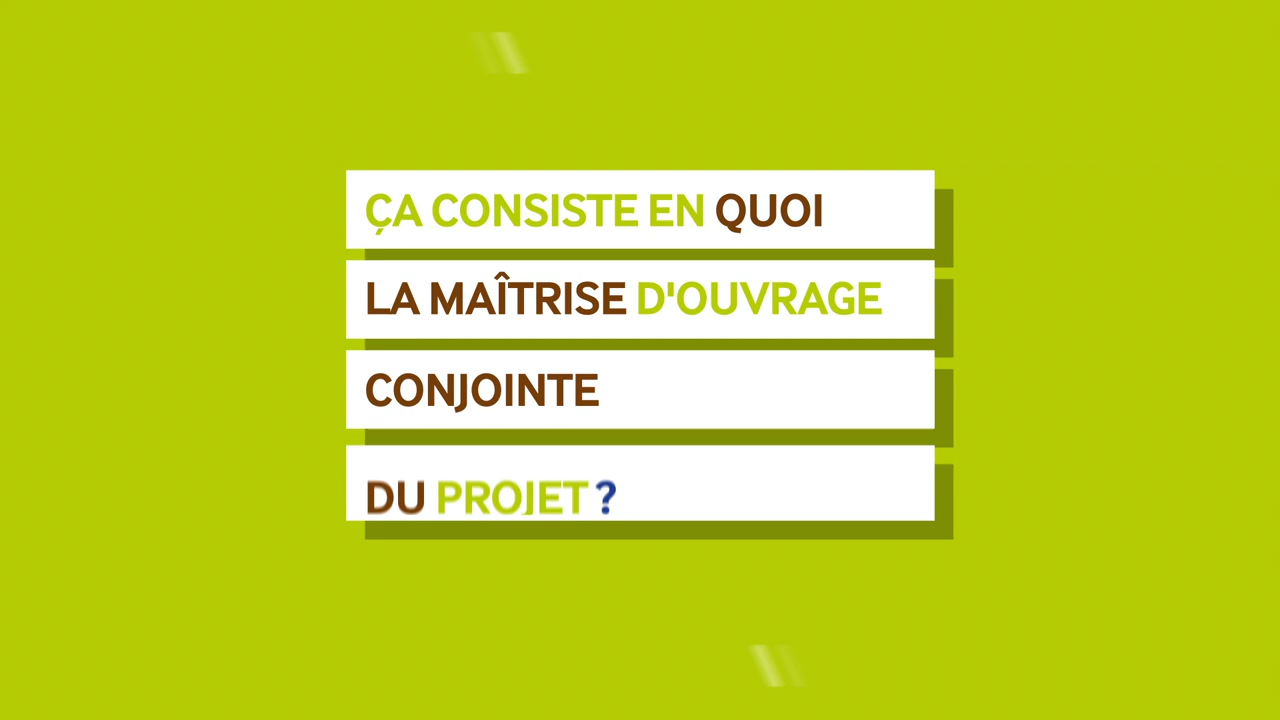 ÇA CONSISTE EN QUOI
LA MAÎTRISE D'OUVRAGE
CONJOINTE
DU PROJET ?